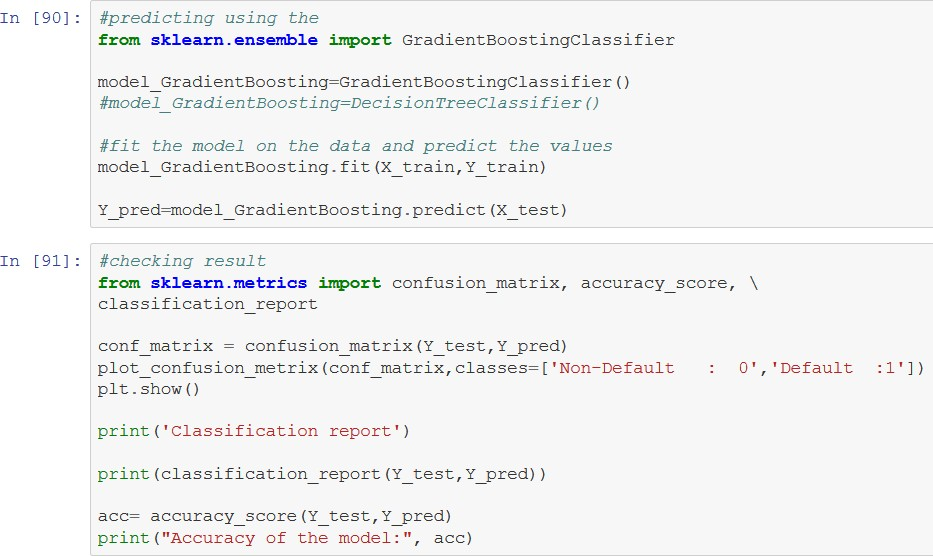 In [90]: #predicting using the
from sklearn.ensemble import GradientBoostingClassifier
model_GradientBoosting=GradientBoostingClassifier()
#model_GradientBoosting=DecisionTreeClassifier()
#fit the model on the data and predict the values
model_GradientBoosting.fit(X_train,Y_train)
Y_pred=model_GradientBoosting.predict(X_test)
In [91]: #checking result
from sklearn.metrics import confusion_matrix, accuracy_score, \
classification_report
conf_matrix = confusion_matrix(Y_test,Y_pred)
plot_confusion_metrix(conf_matrix,classes=['Non-Default   :  0','Default  :1'])
plt.show()
print('Classification report')
print(classification_report(Y_test,Y_pred))
acc= accuracy_score(Y_test,Y_pred)
print("Accuracy of the model:", acc)